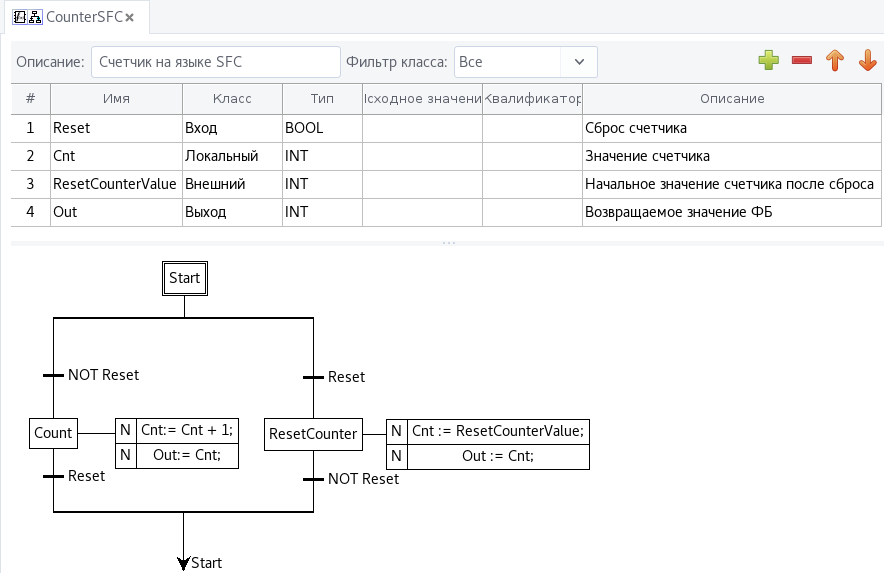 CounterSFC
Описание: Счетчик на языке SFC Фильтр класса: Все
# Имя Класс Тип Исходное значени Квалификатор Описание
1 Reset Вход BOOL Сброс счетчика
2 Cnt Локальный INT Значение счетчика
3 ResetCounterValue Внешний INT Начальное значение счетчика после сброса
4 Out Выход INT Возвращаемое значение ФБ
Start
NOT Reset
Reset
Count N Cnt:= Cnt + 1;
N Out:= Cnt;
ResetCounter N Cnt := ResetCounterValue;
N Out := Cnt;
Reset
NOT Reset
Start